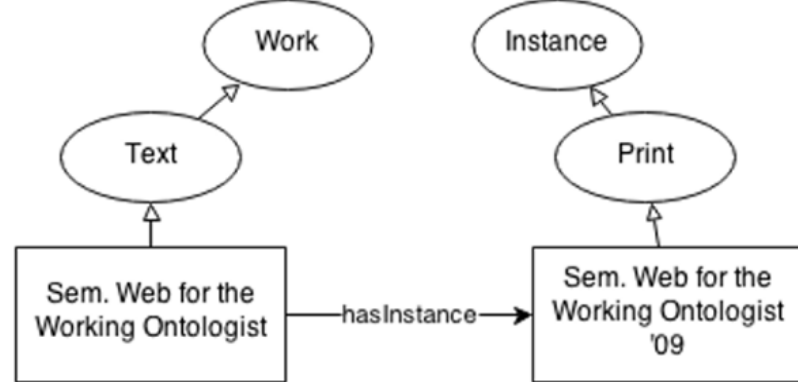 Work
Instance
Text
Print
Sem. Web for the
Working Ontologist
hasInstance
Sem. Web for the
Working Ontologist
'09